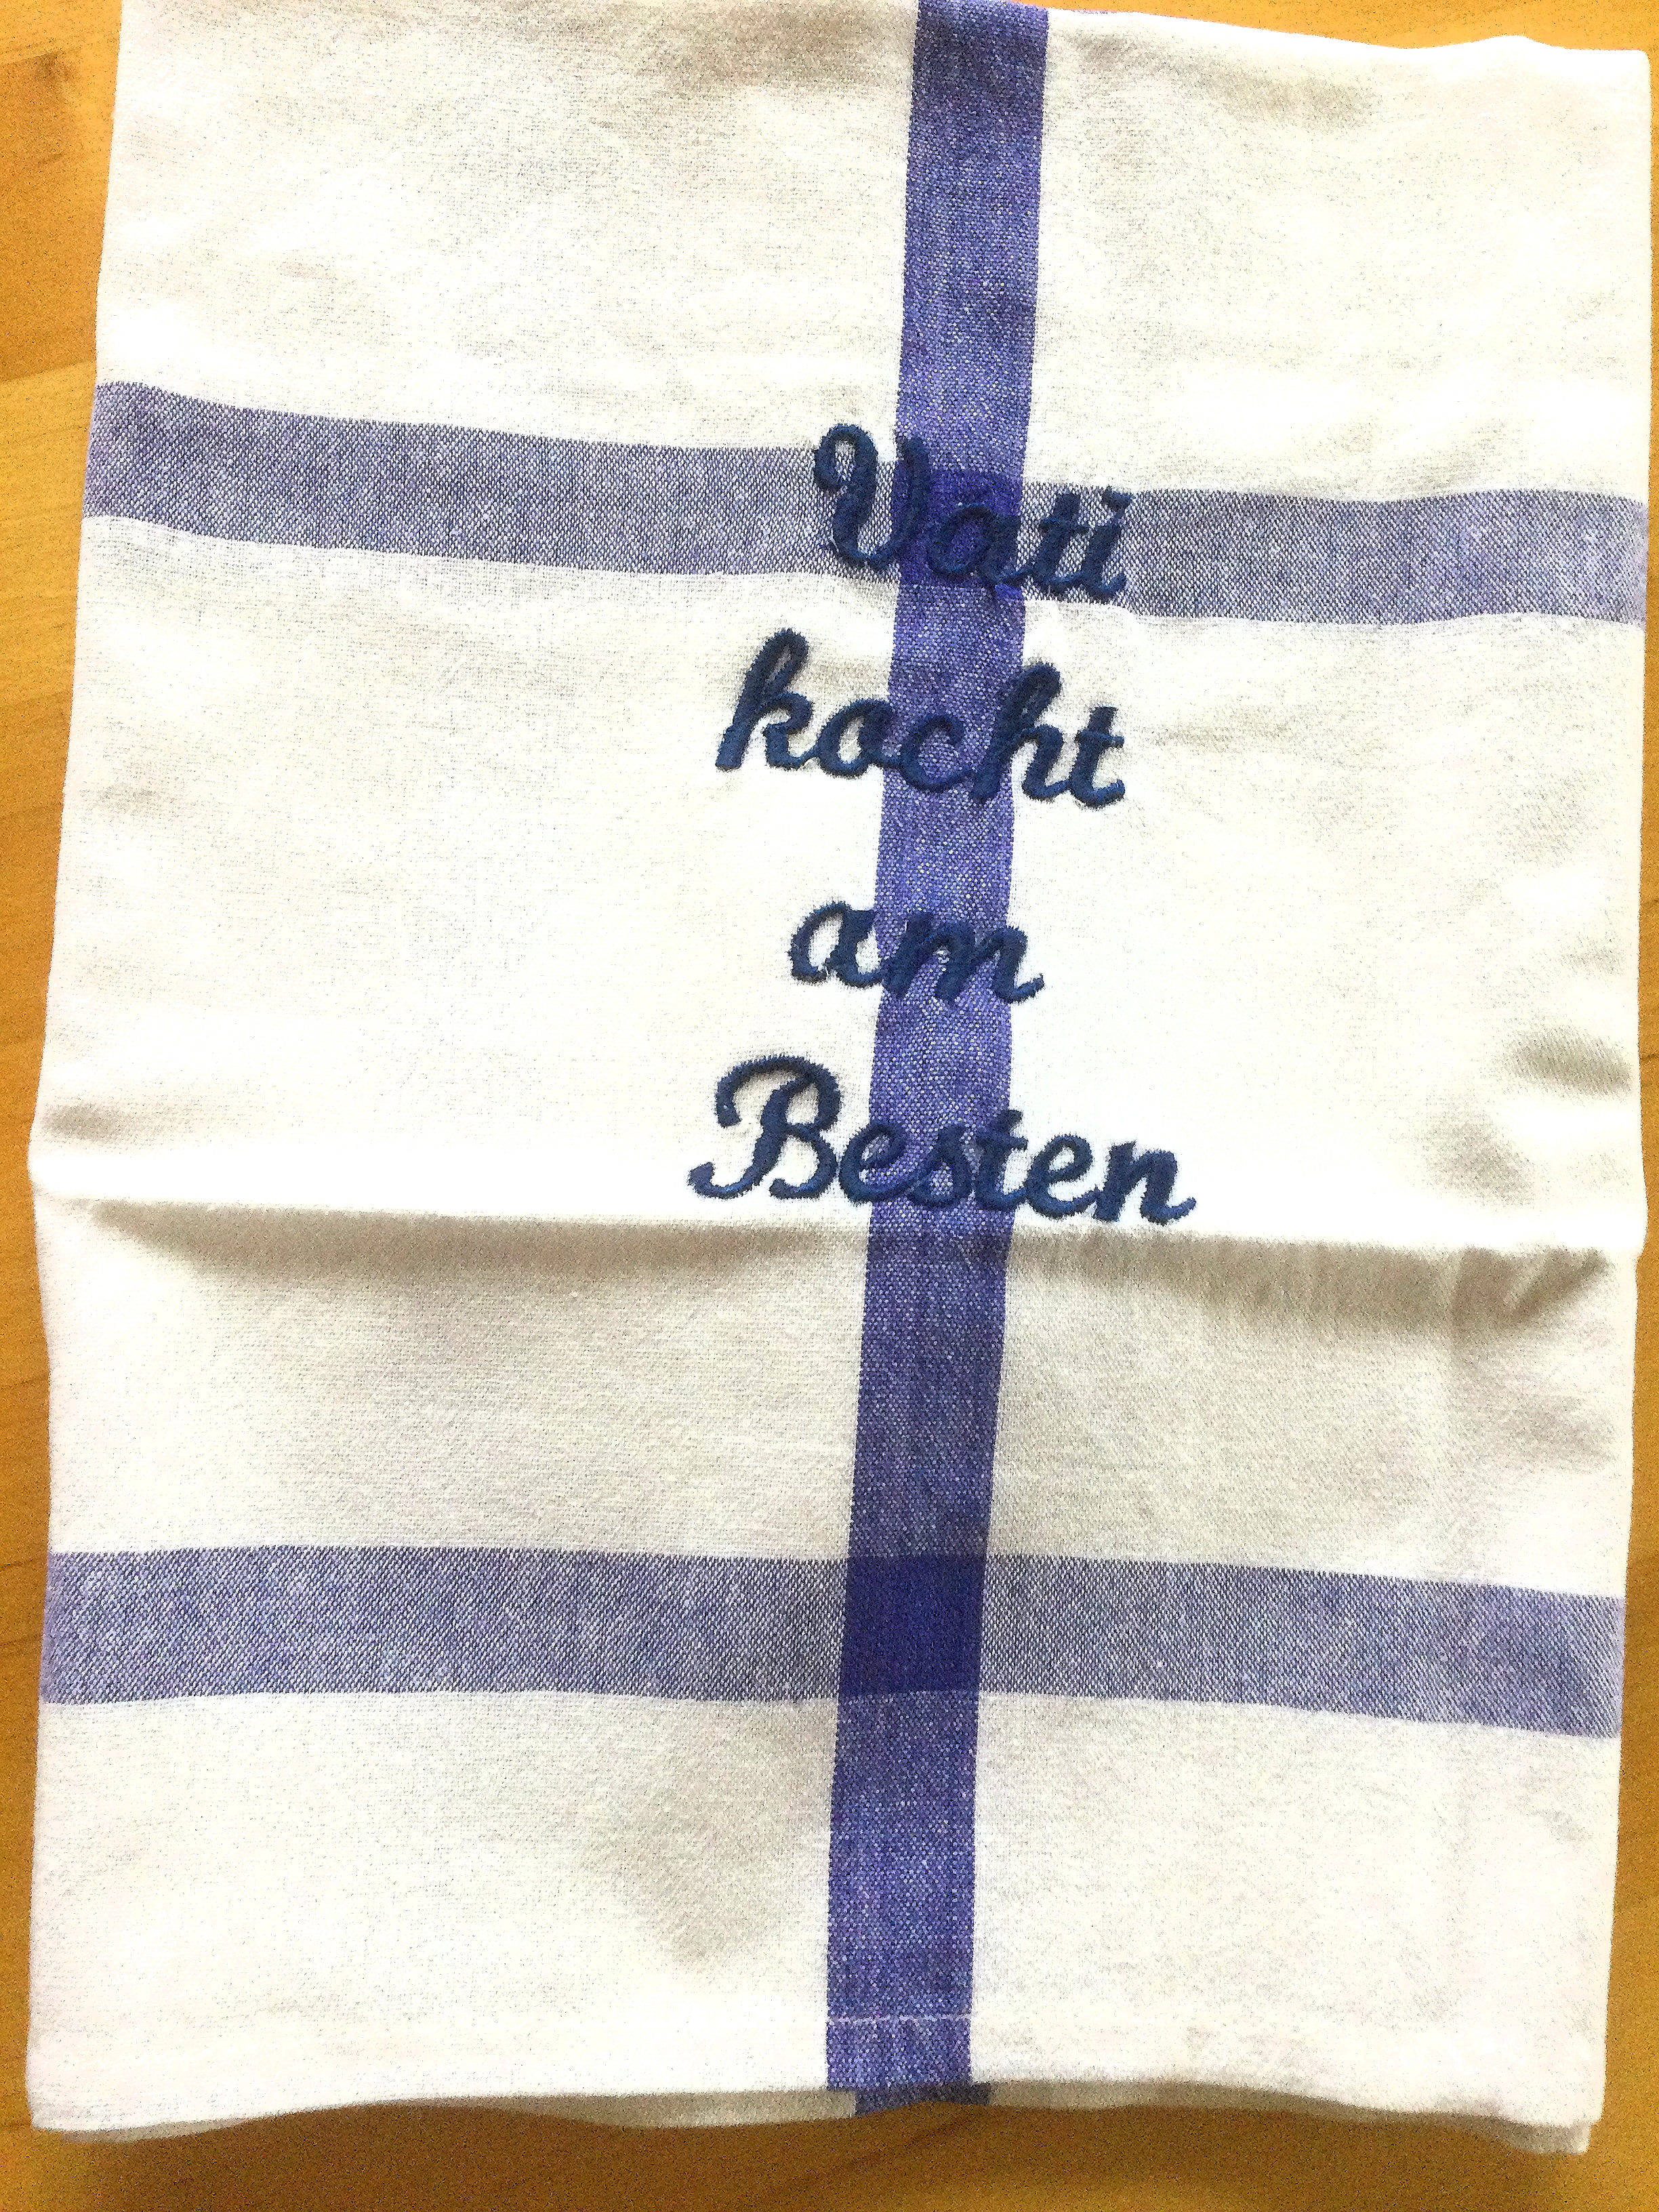 Vati
kocht
am
Besten